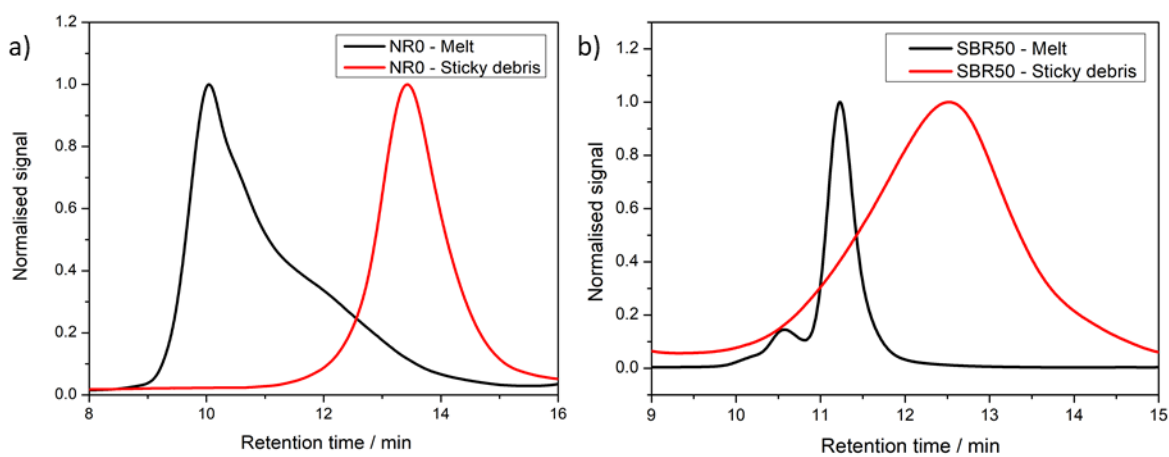 a)
1.2
1.0
0.8
0.6
0.4
0.2
0.0
Normalised signal
NR0 - Melt
NR0 - Sticky debris
8 10 12 14 16
Retention time / min
b)
1.2
1.0
0.8
0.6
0.4
0.2
0.0
Normalised signal
SBR50 - Melt
SBR50 - Sticky debris
9 10 11 12 13 14 15
Retention time / min